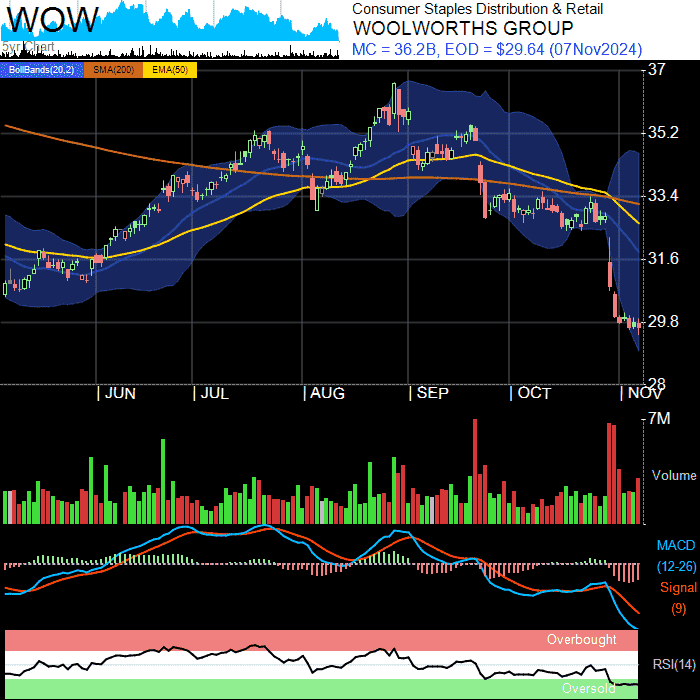 WOW
5yr Chart
Consumer Staples Distribution & Retail
WOOLWORTHS GROUP
MC = 36.2B, EOD = $29.64 (07Nov2024)
BollBands(20,2) SMA(200) EMA(50)
37
35.2
33.4
31.6
29.8
28
JUN JUL AUG SEP OCT NOV
7M
Volume
MACD
(12-26)
Signal
(9)
Overbought
RSI(14)
Oversold